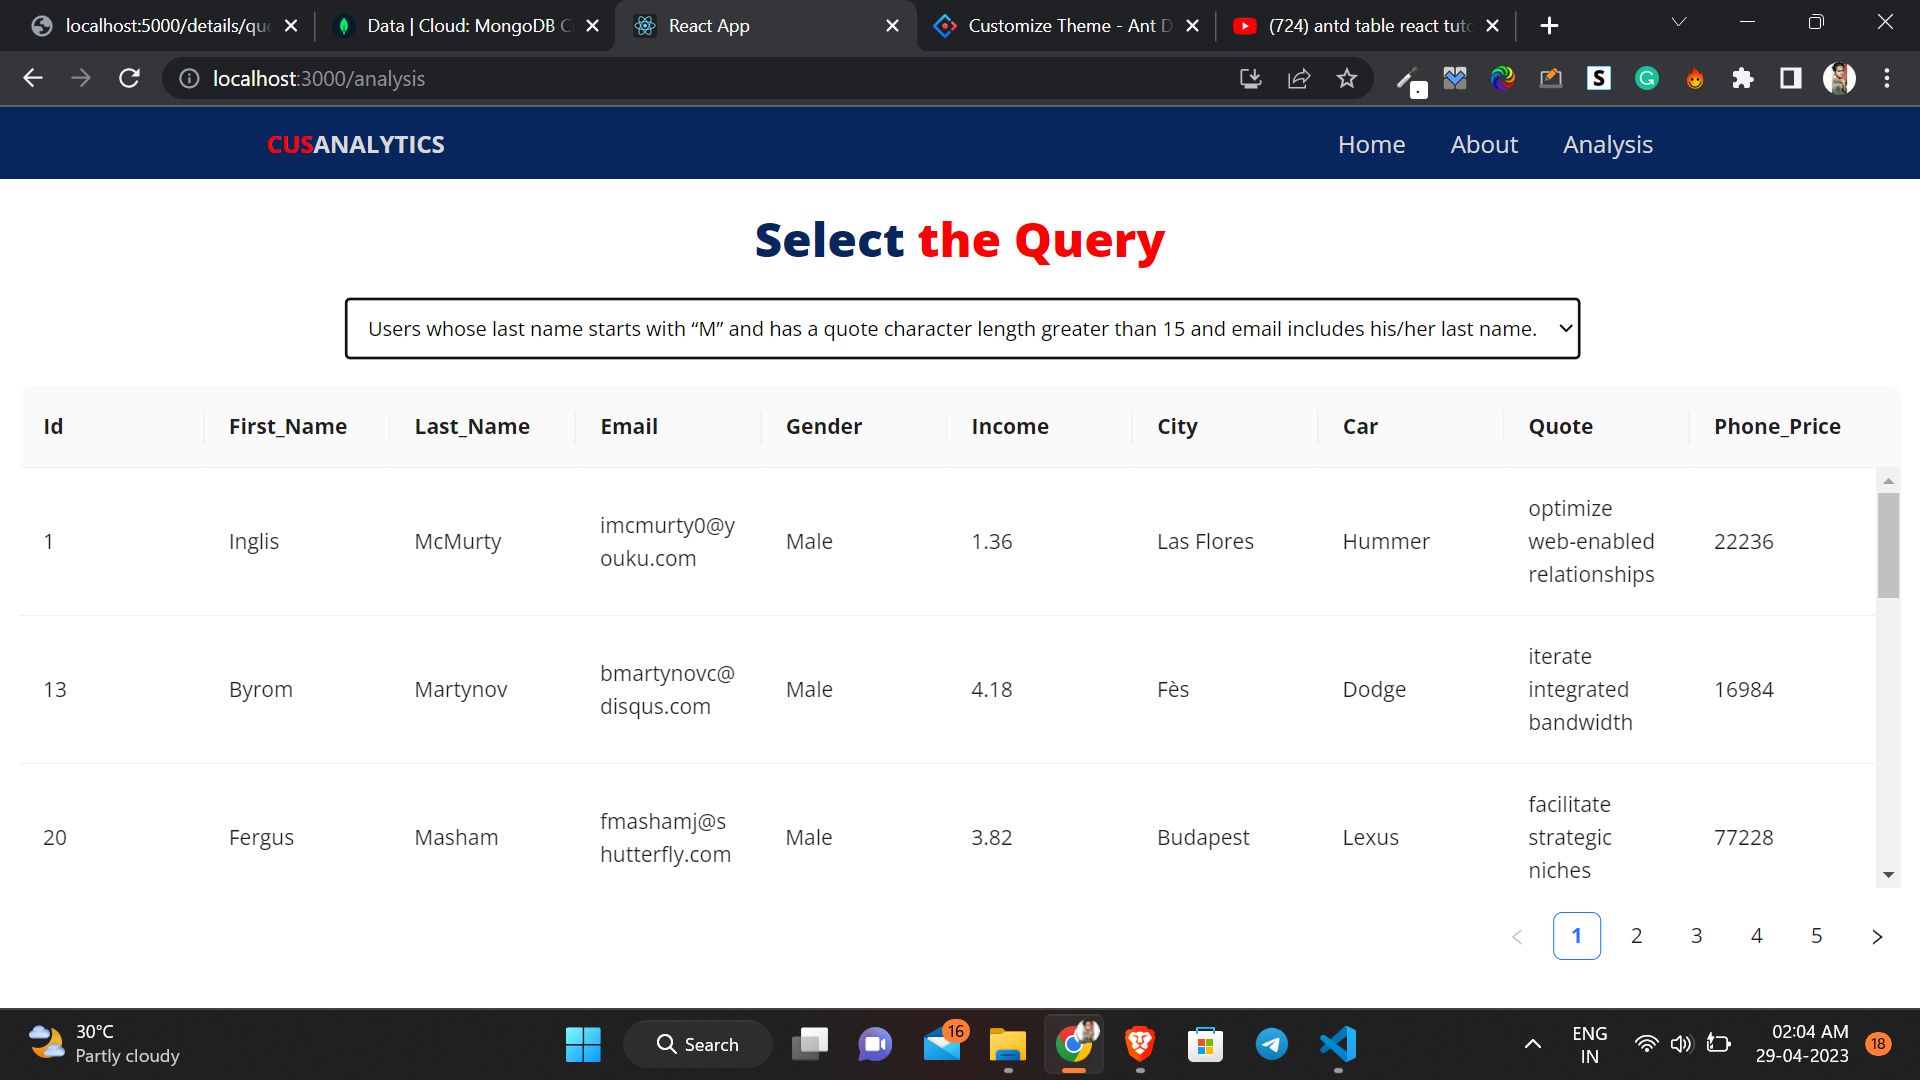 localhost:5000/details/que
Data | Cloud: MongoDB C
React App
Customize Theme - Ant D
(724) antd table react tuto
localhost:3000/analysis
CUSANALYTICS
Home
About
Analysis
Select the Query
Users whose last name starts with “M” and has a quote character length greater than 15 and email includes his/her last name.
Id First_Name Last_Name Email Gender Income City Car Quote Phone_Price
1 Inglis McMurty imcmurty0@y
ouku.com Male 1.36 Las Flores Hummer optimize
web-enabled
relationships 22236
13 Byrom Martynov bmartynovc@
disqus.com Male 4.18 Fès Dodge iterate
integrated
bandwidth 16984
20 Fergus Masham fmashamj@s
hutterfly.com Male 3.82 Budapest Lexus facilitate
strategic
niches 77228
< 1 2 3 4 5 >
30°C
Partly cloudy
Search
16
ENG
IN
02:04 AM
29-04-2023
18